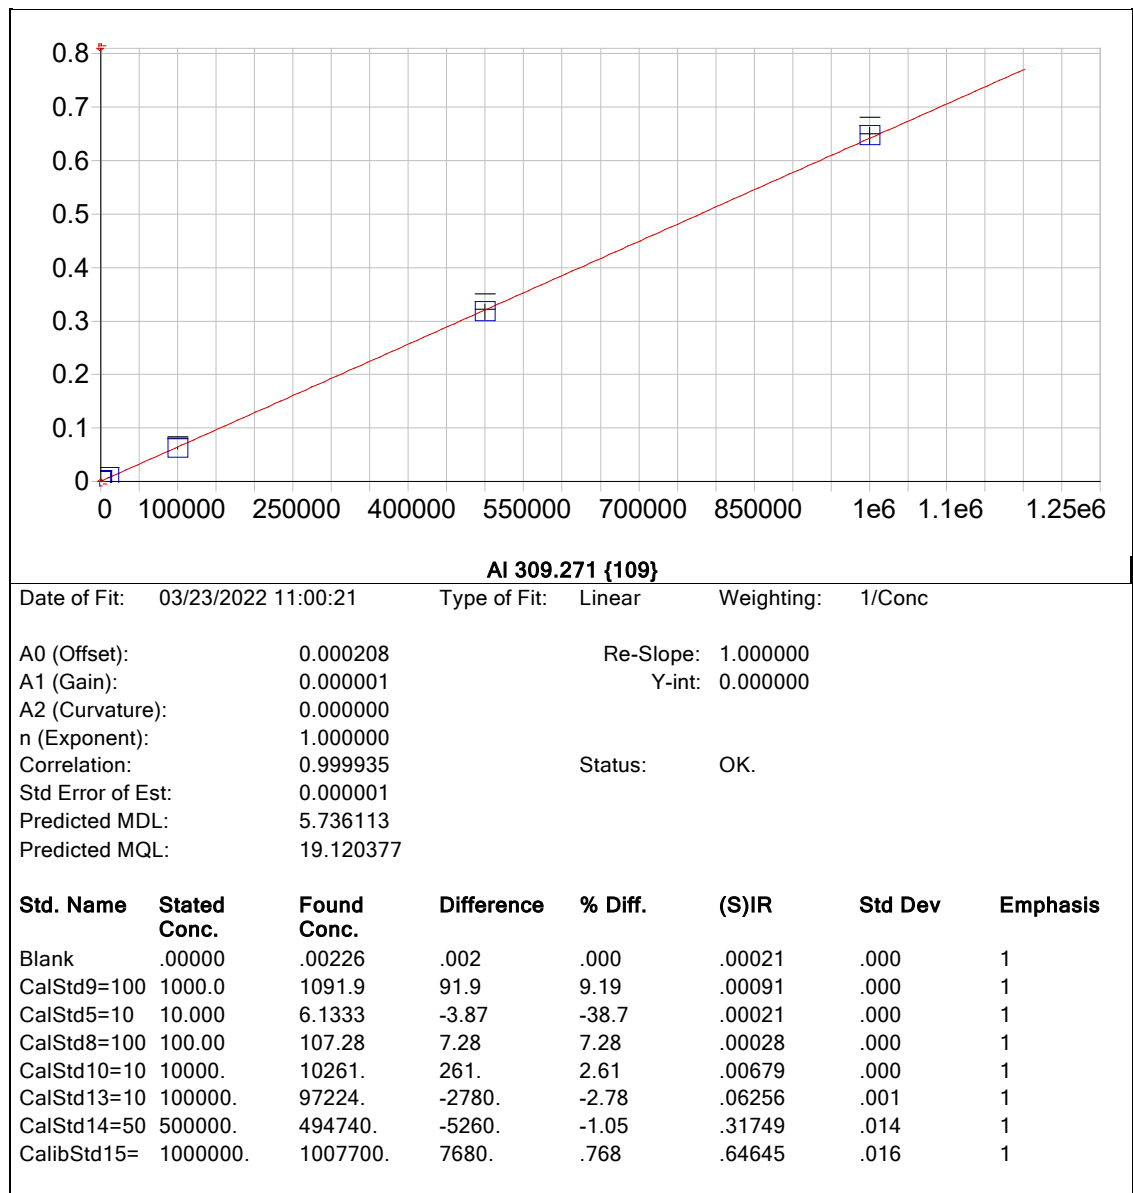 0.8
0.7
0.6
0.5
0.4
0.3
0.2
0.1
0
0 100000 250000 400000 550000 700000 850000 1e6 1.1e6 1.25e6
Al 309.271 {109}
Date of Fit: 03/23/2022 11:00:21 Type of Fit: Linear Weighting: 1/Conc
A0 (Offset): 0.000208 Re-Slope: 1.000000
A1 (Gain): 0.000001 Y-int: 0.000000
A2 (Curvature): 0.000000
n (Exponent): 1.000000
Correlation: 0.999935 Status: OK.
Std Error of Est: 0.000001
Predicted MDL: 5.736113
Predicted MQL: 19.120377
Std. Name Stated Found Difference % Diff. (S)IR Std Dev Emphasis
Conc. Conc.
Blank .00000 .00226 .002 .000 .00021 .000 1
CalStd9=100 1000.0 1091.9 91.9 9.19 .00091 .000 1
CalStd5=10 10.000 6.1333 -3.87 -38.7 .00021 .000 1
CalStd8=100 100.00 107.28 7.28 7.28 .00028 .000 1
CalStd10=10 10000. 10261. 261. 2.61 .00679 .000 1
CalStd13=10 100000. 97224. -2780. -2.78 .06256 .001 1
CalStd14=50 500000. 494740. -5260. -1.05 .31749 .014 1
CalibStd15= 1000000. 1007700. 7680. .768 .64645 .016 1